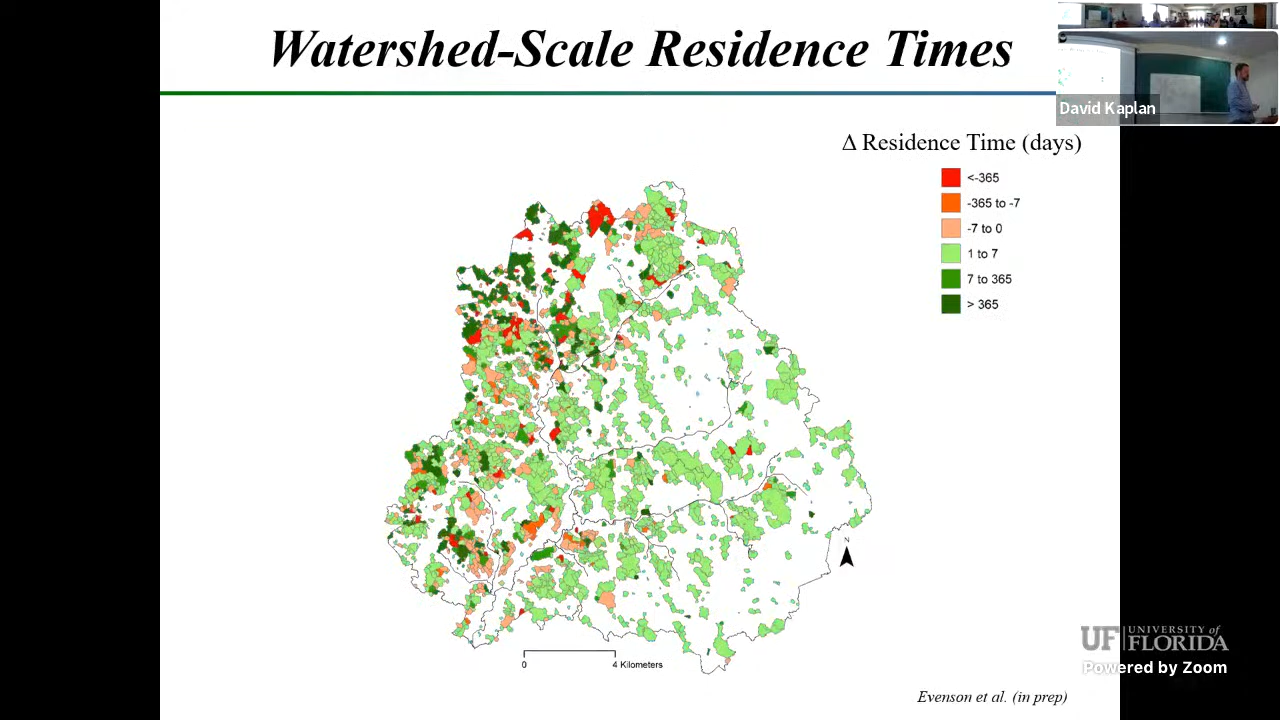 Watershed-Scale Residence Times
David Kaplan
Δ Residence Time (days)
<-365
-365 to -7
-7 to 0
1 to 7
7 to 365
> 365
N
0 4 Kilometers
UF UNIVERSITY of
FLORIDA
Powered by Zoom
Evenson et al. (in prep)